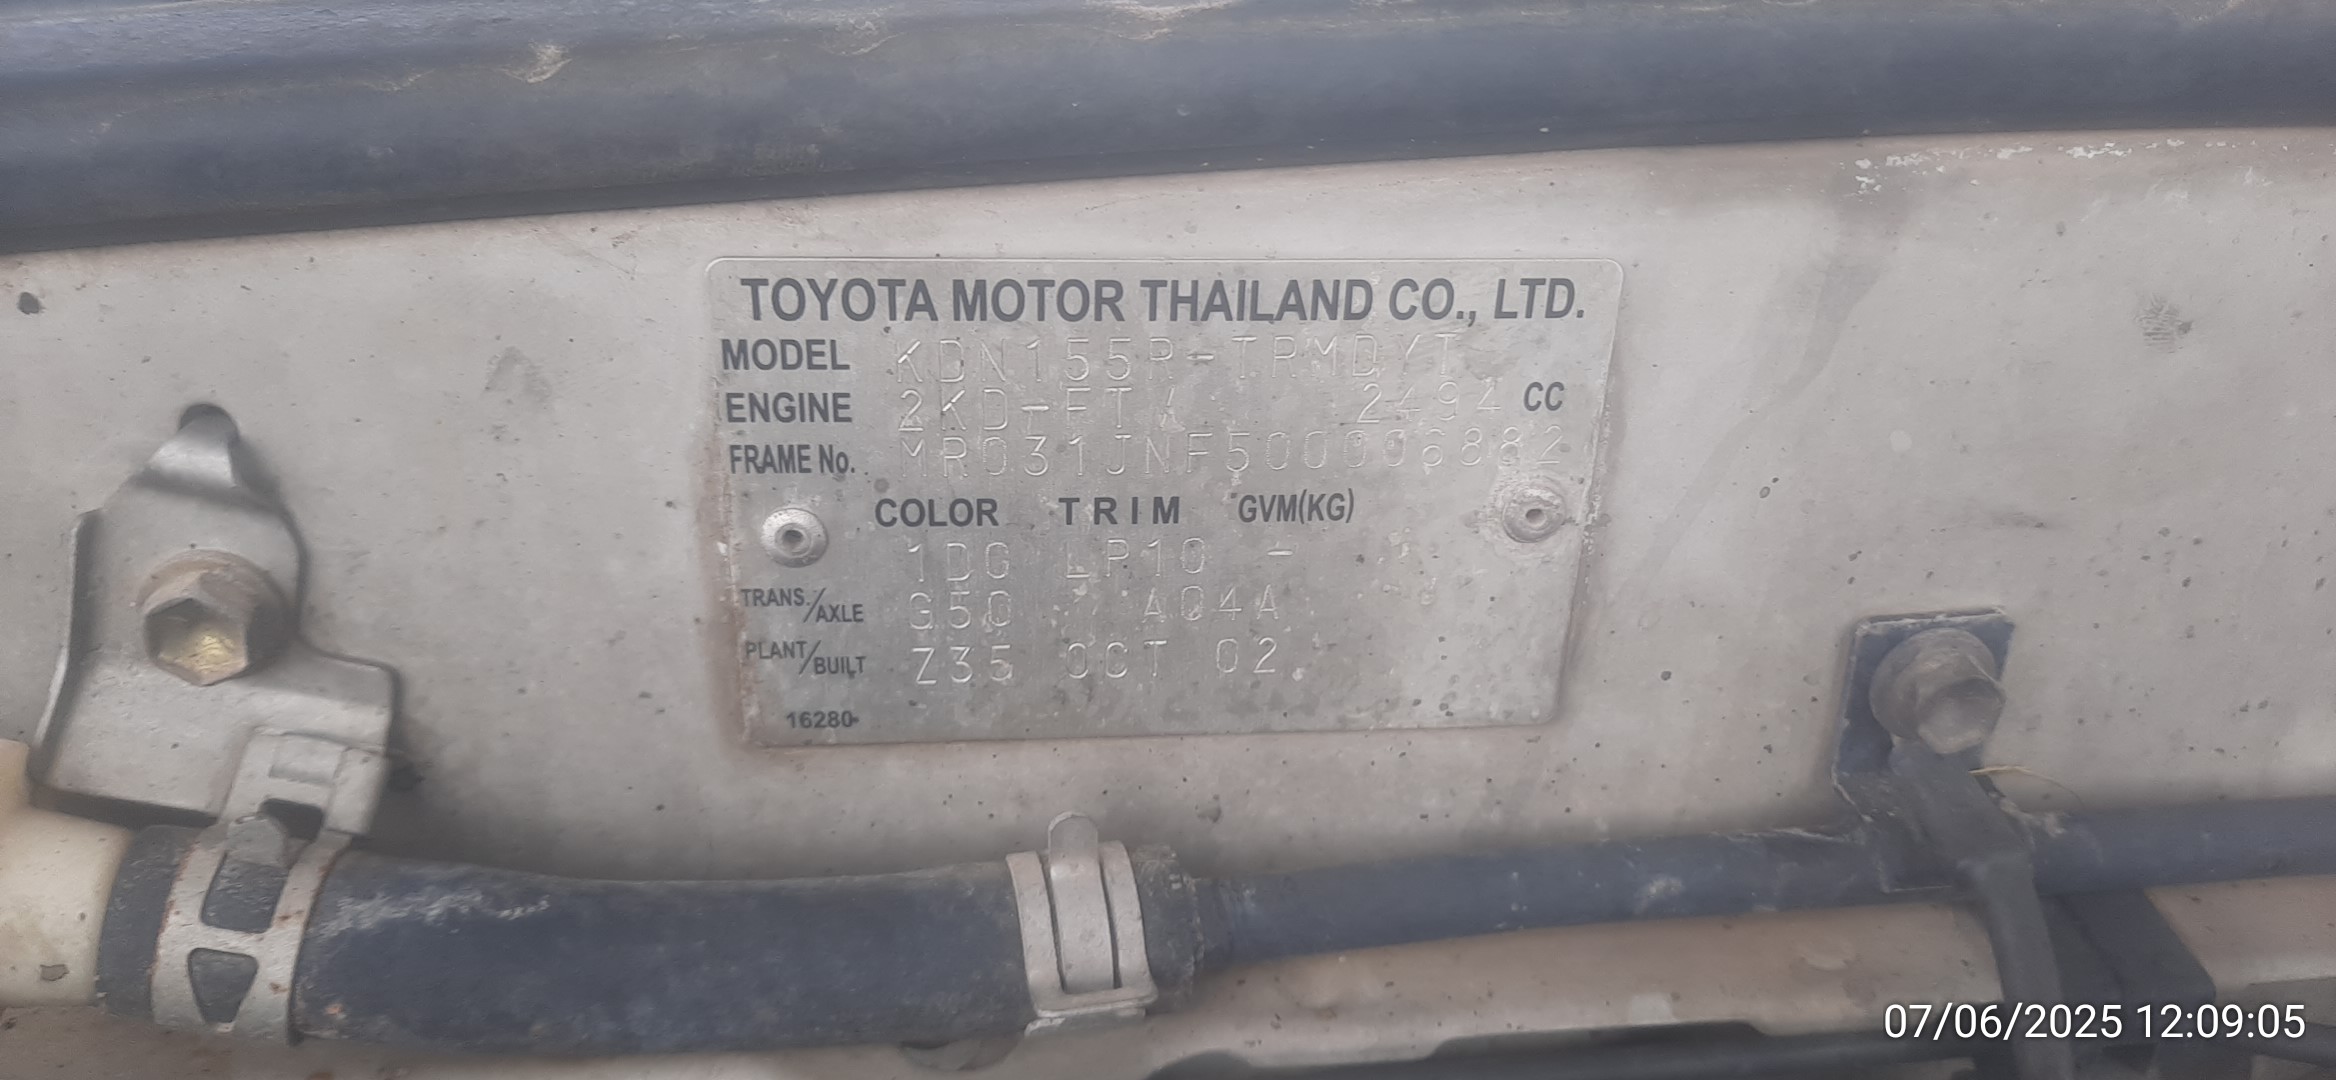 TOYOTA MOTOR THAILAND CO., LTD.
MODEL KDN155R-TRMDYT
ENGINE 2KD-FTV 2494 CC
FRAME No. MR031JNF500006882
COLOR TRIM GVM(KG)
1DG LP10 -
TRANS./AXLE G50 A04A
PLANT/BUILT Z35 OCT 02
16280
07/06/2025 12:09:05